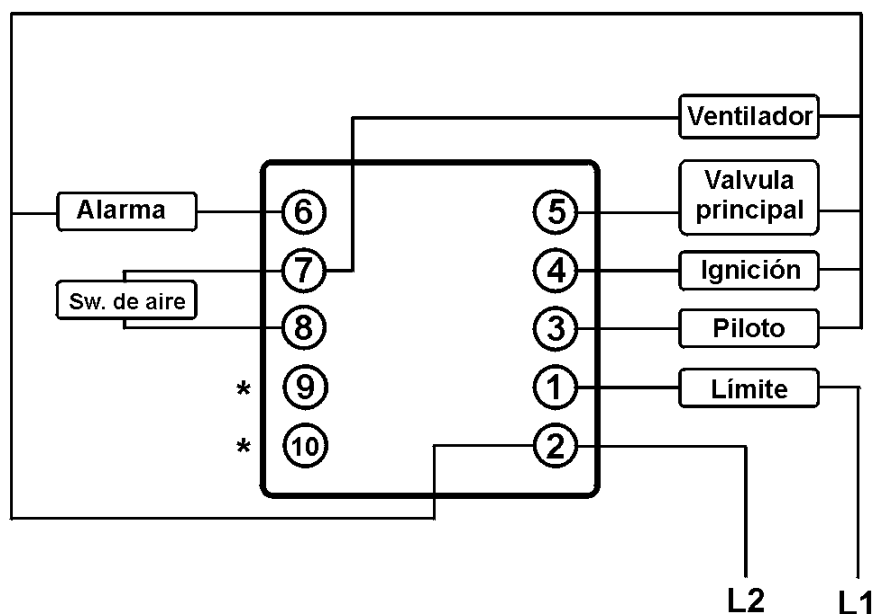 Ventilador
Valvula
principal
Alarma
6
5
7
4
Ignición
Sw. de aire
8
3
Piloto
*
9
1
Límite
*
10
2
L2
L1